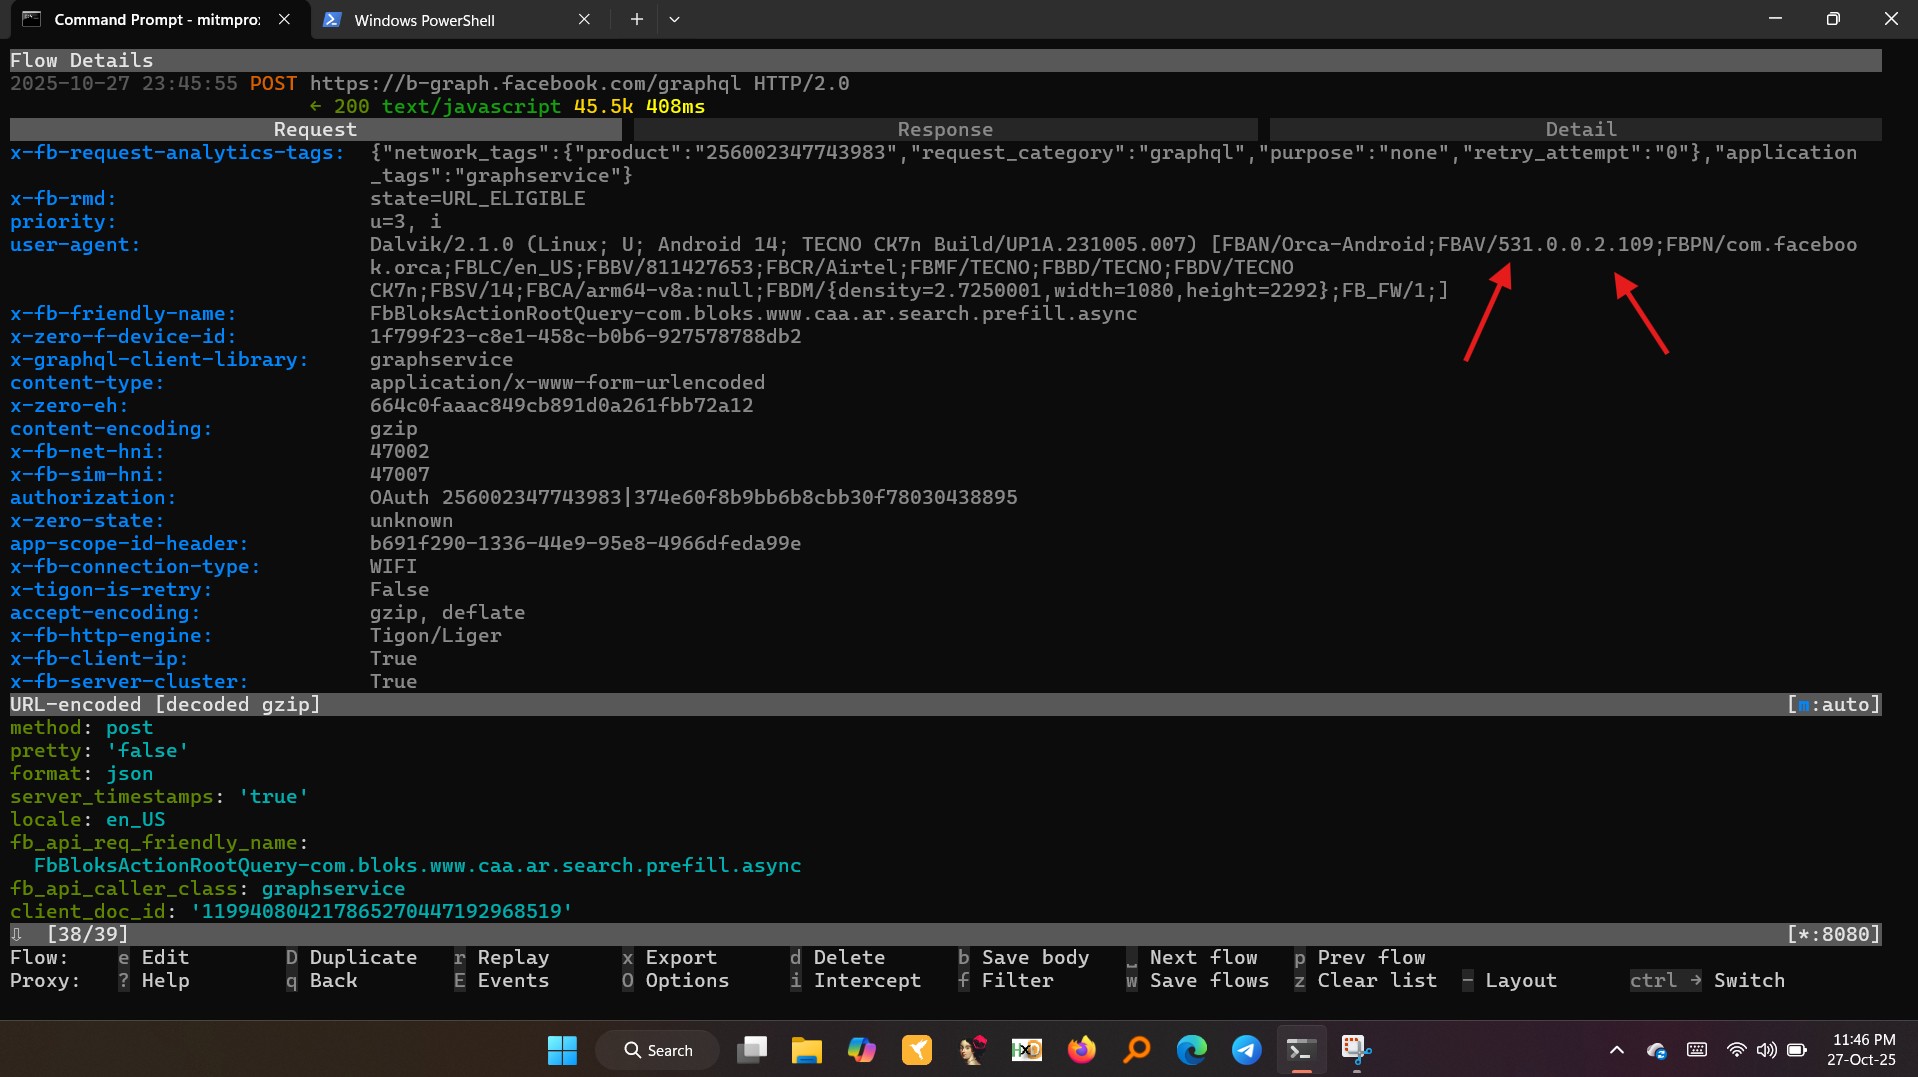 Command Prompt - mitmpro:
Windows PowerShell
Flow Details
2025-10-27 23:45:55 POST https://b-graph.facebook.com/graphql HTTP/2.0
← 200 text/javascript 45.5k 408ms
Request Response Detail
x-fb-request-analytics-tags: {"network_tags":{"product":"256002347743983","request_category":"graphql","purpose":"none","retry_attempt":"0"},"application
_tags":"graphservice"}
x-fb-rmd: state=URL_ELIGIBLE
priority: u=3, i
user-agent: Dalvik/2.1.0 (Linux; U; Android 14; TECNO CK7n Build/UP1A.231005.007) [FBAN/Orca-Android;FBAV/531.0.0.2.109;FBPN/com.faceboo
k.orca;FBLC/en_US;FBBV/811427653;FBCR/Airtel;FBMF/TECNO;FBBD/TECNO;FBDV/TECNO
CK7n;FBSV/14;FBCA/arm64-v8a:null;FBDM/{density=2.7250001,width=1080,height=2292};FB_FW/1;]
x-fb-friendly-name: FbBloksActionRootQuery-com.bloks.www.caa.ar.search.prefill.async
x-zero-f-device-id: 1f799f23-c8e1-458c-b0b6-927578788db2
x-graphql-client-library: graphservice
content-type: application/x-www-form-urlencoded
x-zero-eh: 664c0faaac849cb891d0a261fbb72a12
content-encoding: gzip
x-fb-net-hni: 47002
x-fb-sim-hni: 47007
authorization: OAuth 256002347743983|374e60f8b9bb6b8cbb30f78030438895
x-zero-state: unknown
app-scope-id-header: b691f290-1336-44e9-95e8-4966dfeda99e
x-fb-connection-type: WIFI
x-tigon-is-retry: False
accept-encoding: gzip, deflate
x-fb-http-engine: Tigon/Liger
x-fb-client-ip: True
x-fb-server-cluster: True
URL-encoded [decoded gzip] [m:auto]
method: post
pretty: 'false'
format: json
server_timestamps: 'true'
locale: en_US
fb_api_req_friendly_name:
FbBloksActionRootQuery-com.bloks.www.caa.ar.search.prefill.async
fb_api_caller_class: graphservice
client_doc_id: '119940804217865270447192968519'
⇩ [38/39] [*:8080]
Flow: e Edit D Duplicate r Replay x Export d Delete b Save body ␣ Next flow p Prev flow
Proxy: ? Help q Back E Events O Options i Intercept f Filter w Save flows z Clear list - Layout ctrl → Switch
Search
HxD
11:46 PM
27-Oct-25